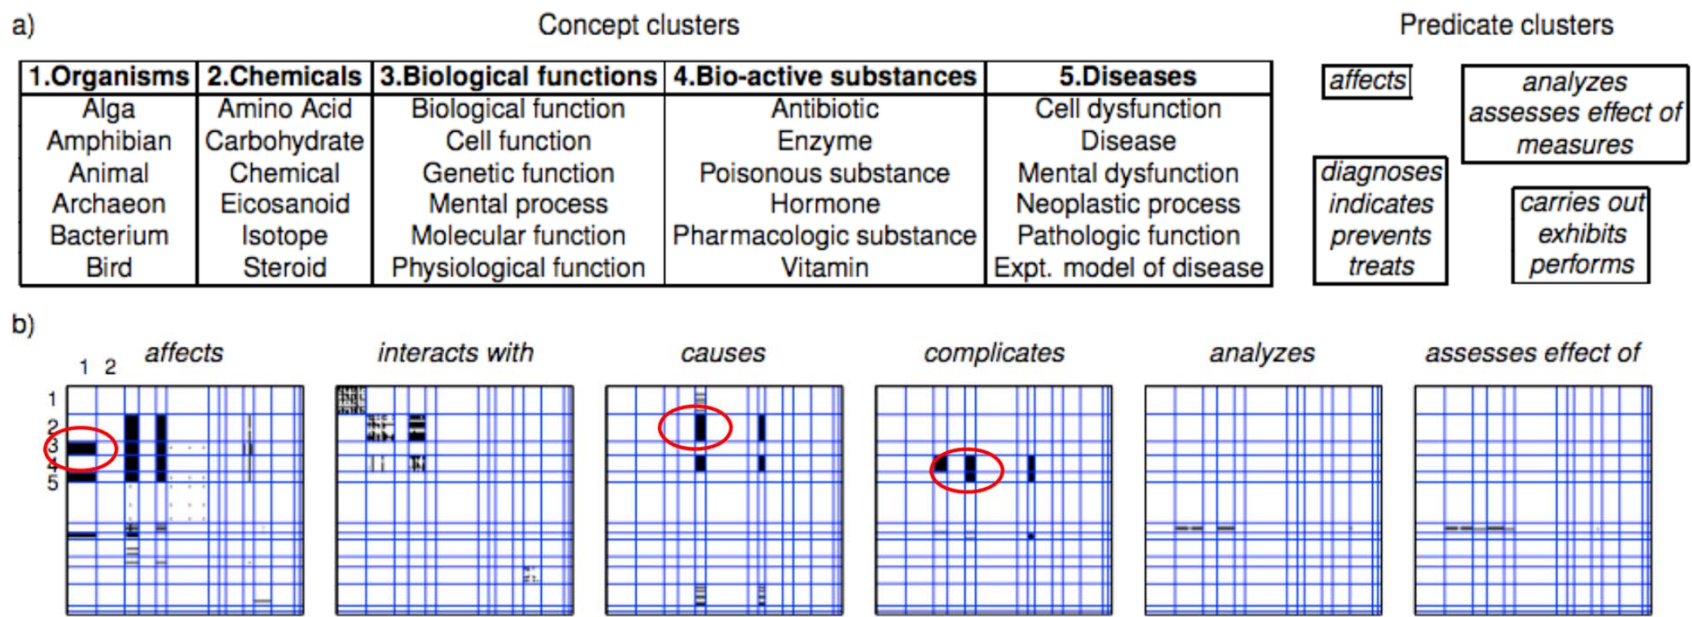 a)
Concept clusters
Predicate clusters
1.Organisms 2.Chemicals 3.Biological functions 4.Bio-active substances 5.Diseases
Alga Amino Acid Biological function Antibiotic Cell dysfunction
Amphibian Carbohydrate Cell function Enzyme Disease
Animal Chemical Genetic function Poisonous substance Mental dysfunction
Archaeon Eicosanoid Mental process Hormone Neoplastic process
Bacterium Isotope Molecular function Pharmacologic substance Pathologic function
Bird Steroid Physiological function Vitamin Expt. model of disease
affects
analyzes
assesses effect of
measures
diagnoses
indicates
prevents
treats
carries out
exhibits
performs
b)
affects interacts with causes complicates analyzes assesses effect of
1 2
1
2
3
4
5